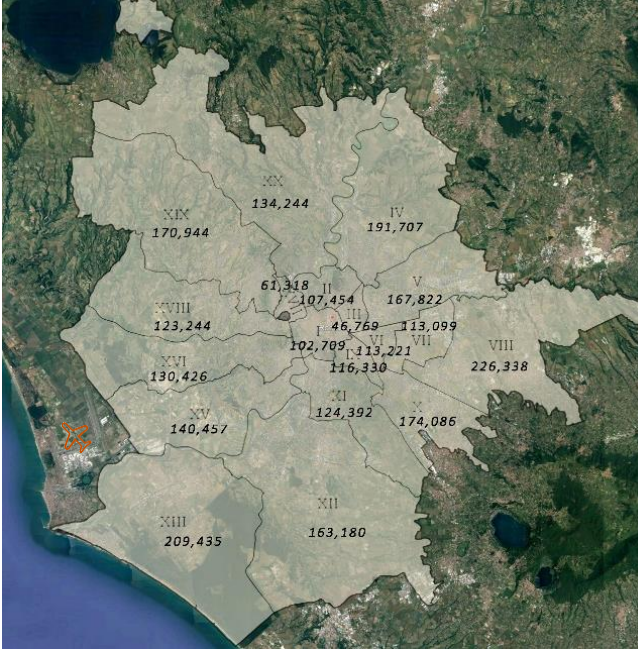 XX
134,244
XIX
170,944
IV
191,707
61,318
II
107,454
V
167,822
XVIII
123,244
III
46,769
113,099
I
102,709
VI
113,221
VII
VIII
226,338
116,330
XVI
130,426
XI
124,392
X
174,086
XV
140,457
XIII
209,435
XII
163,180